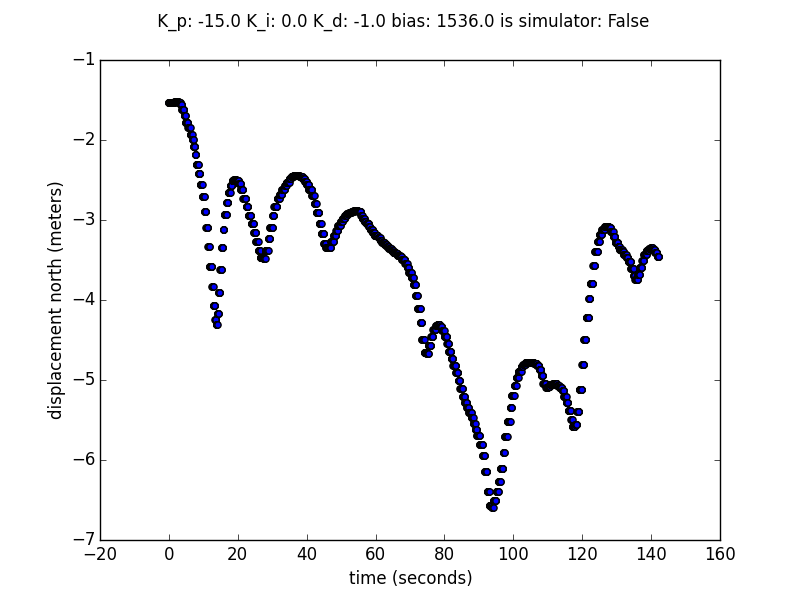 K_p: -15.0 K_i: 0.0 K_d: -1.0 bias: 1536.0 is simulator: False
−1
−2
−3
−4
−5
−6
−7
displacement north (meters)
−20 0 20 40 60 80 100 120 140 160
time (seconds)